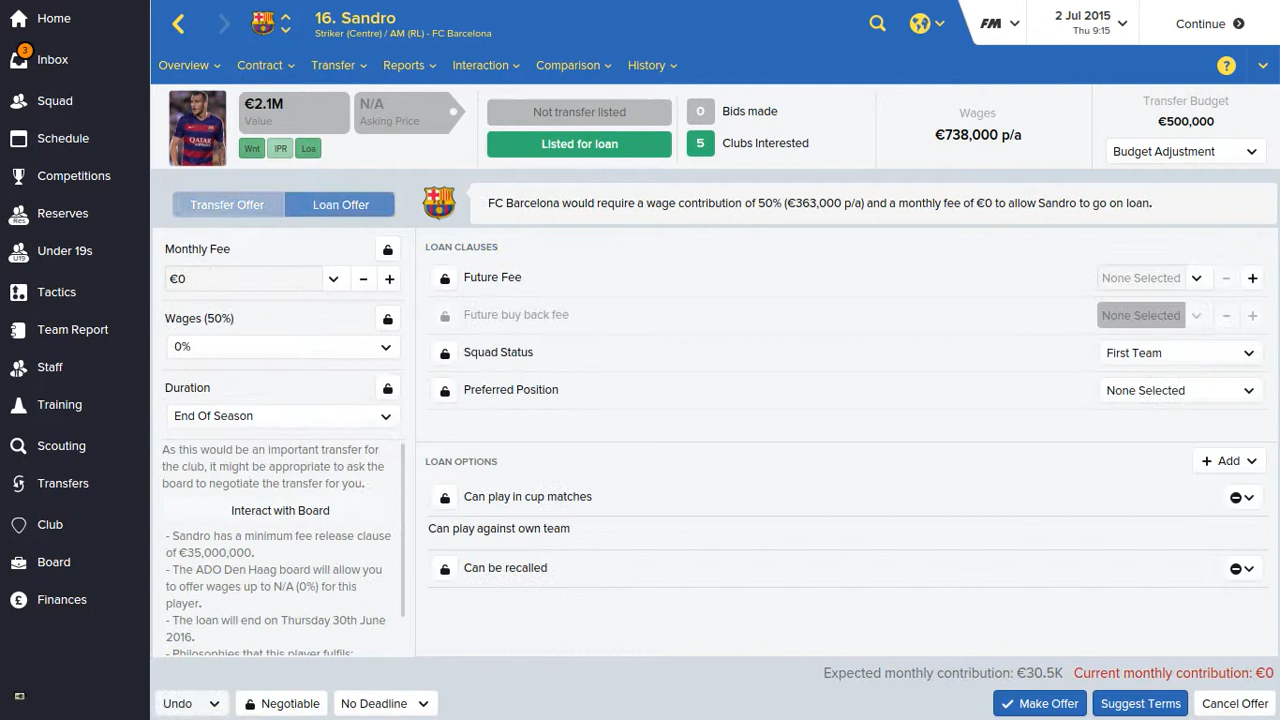 Home
16. Sandro
Striker (Centre) / AM (RL) - FC Barcelona
FM
2 Jul 2015
Thu 9:15
Continue
3
Inbox
Overview
Contract
Transfer
Reports
Interaction
Comparison
History
?
Squad
Schedule
Competitions
Reserves
Under 19s
Tactics
Team Report
Staff
Training
Scouting
Transfers
Club
Board
Finances
€2.1M
Value
N/A
Asking Price
Wnt
IPR
Loa
Not transfer listed
Listed for loan
0
Bids made
5
Clubs Interested
Wages
€738,000 p/a
Transfer Budget
€500,000
Budget Adjustment
Transfer Offer
Loan Offer
FC Barcelona would require a wage contribution of 50% (€363,000 p/a) and a monthly fee of €0 to allow Sandro to go on loan.
Monthly Fee
€0
Wages (50%)
0%
Duration
End Of Season
As this would be an important transfer for
the club, it might be appropriate to ask the
board to negotiate the transfer for you.
Interact with Board
- Sandro has a minimum fee release clause
of €35,000,000.
- The ADO Den Haag board will allow you
to offer wages up to N/A (0%) for this
player.
- The loan will end on Thursday 30th June
2016.
- Philosophies that this player fulfils:
LOAN CLAUSES
Future Fee
None Selected
Future buy back fee
None Selected
Squad Status
First Team
Preferred Position
None Selected
LOAN OPTIONS
Add
Can play in cup matches
Can play against own team
Can be recalled
Expected monthly contribution: €30.5K
Current monthly contribution: €0
Undo
Negotiable
No Deadline
Make Offer
Suggest Terms
Cancel Offer